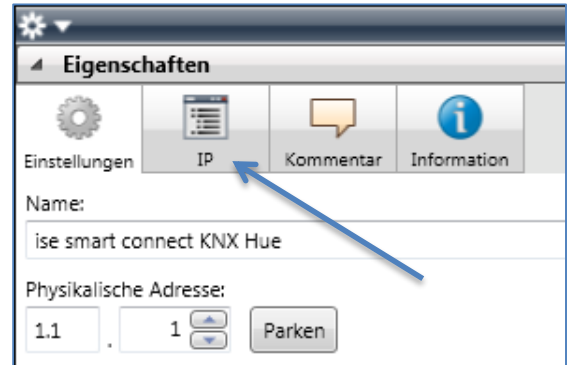 Eigenschaften
Einstellungen IP Kommentar Information
Name:
ise smart connect KNX Hue
Physikalische Adresse:
1.1 . 1 Parken